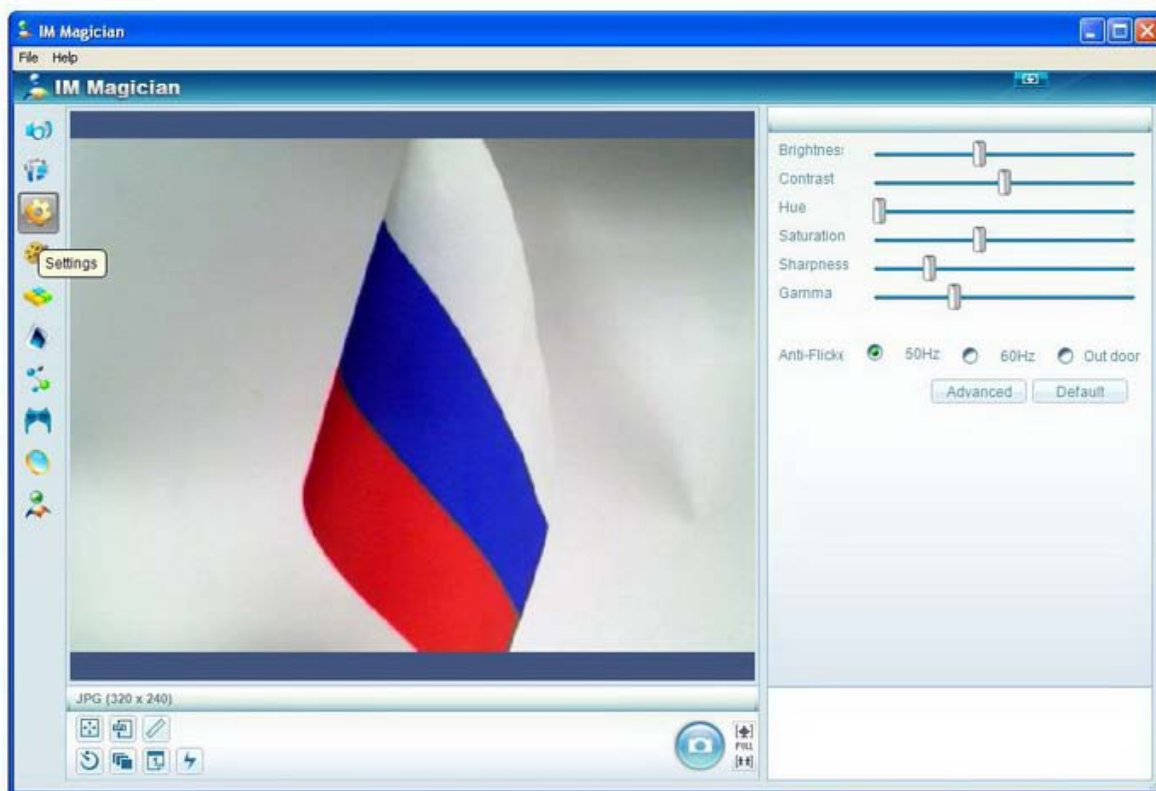 IM Magician
File Help
IM Magician
Settings
Brightnes
Contrast
Hue
Saturation
Sharpness
Gamma
Anti-Flick 50Hz 60Hz Out door
Advanced Default
JPG (320 x 240)
FULL